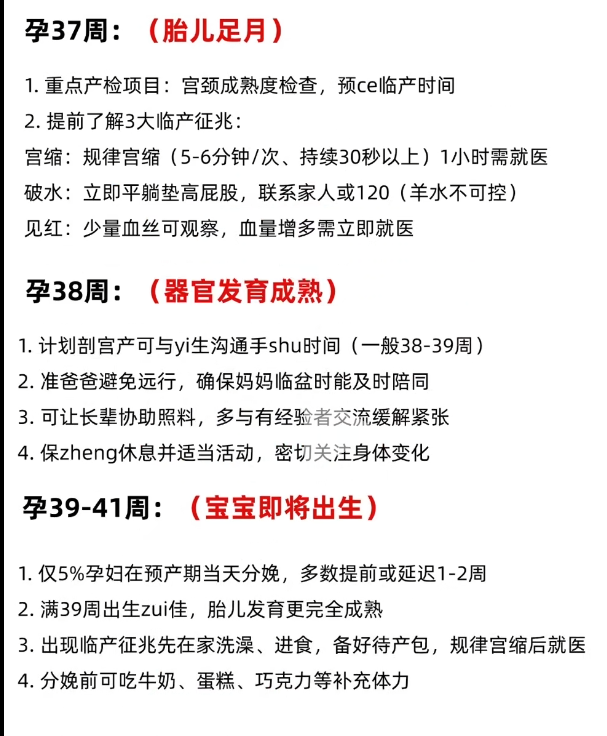 孕37周：（胎儿足月）
1. 重点产检项目：宫颈成熟度检查，预ce临产时间
2. 提前了解3大临产征兆：
宫缩：规律宫缩（5-6分钟/次、持续30秒以上）1小时需就医
破水：立即平躺垫高屁股，联系家人或120（羊水不可控）
见红：少量血丝可观察，血量增多需立即就医
孕38周：（器官发育成熟）
1. 计划剖宫产可与yi生沟通手shu时间（一般38-39周）
2. 准爸爸避免远行，确保妈妈临盆时能及时陪同
3. 可让长辈协助照料，多与有经验者交流缓解紧张
4. 保zheng休息并适当活动，密切关注身体变化
孕39-41周：（宝宝即将出生）
1. 仅5%孕妇在预产期当天分娩，多数提前或延迟1-2周
2. 满39周出生zui佳，胎儿发育更完全成熟
3. 出现临产征兆先在家洗澡、进食，备好待产包，规律宫缩后就医
4. 分娩前可吃牛奶、蛋糕、巧克力等补充体力